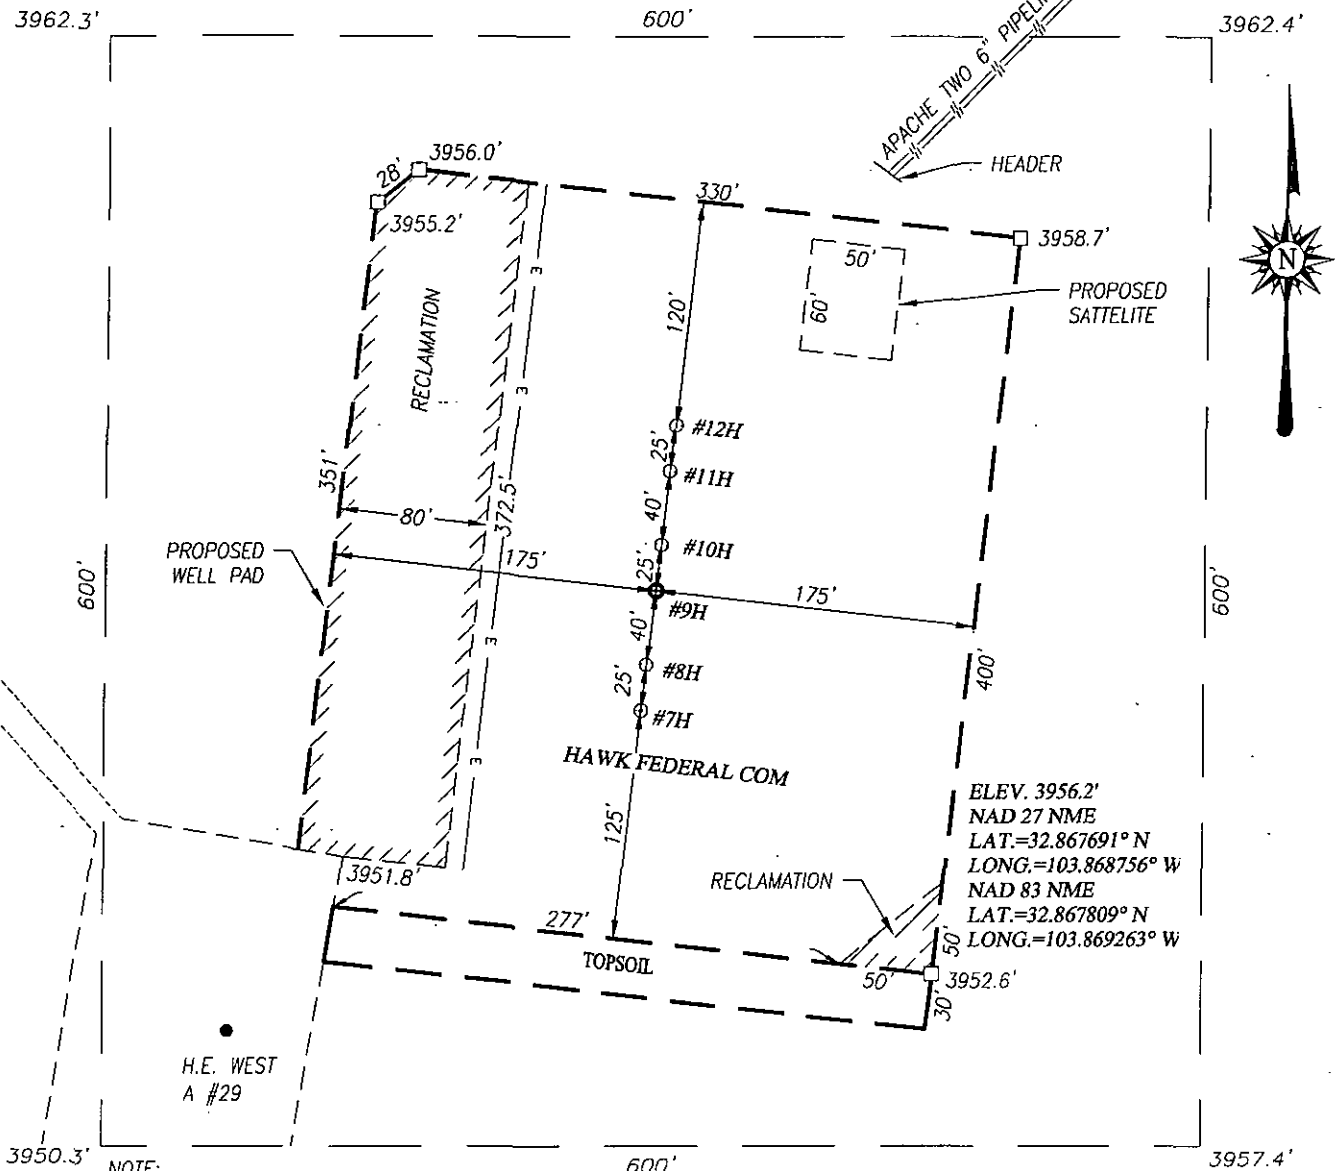 3962.3'
600'
3962.4'
APACHE TWO 6" PIPELIN
HEADER
3956.0'
28'
3955.2'
330'
3958.7'
50'
60'
PROPOSED
SATTELITE
N
RECLAMATION
120'
#12H
25'
#11H
40'
#10H
25'
351'
80'
372.5'
175'
#9H
175'
PROPOSED
WELL PAD
600'
600'
40'
#8H
25'
#7H
400'
HAWK FEDERAL COM
125'
ELEV. 3956.2'
NAD 27 NME
LAT.=32.867691° N
LONG.=103.868756° W
NAD 83 NME
LAT.=32.867809° N
LONG.=103.869263° W
3951.8'
RECLAMATION
277'
TOPSOIL
50'
50'
3952.6'
30'
H.E. WEST
A #29
3950.3'
NOTE:
600'
3957.4'
E
E
E
E
E